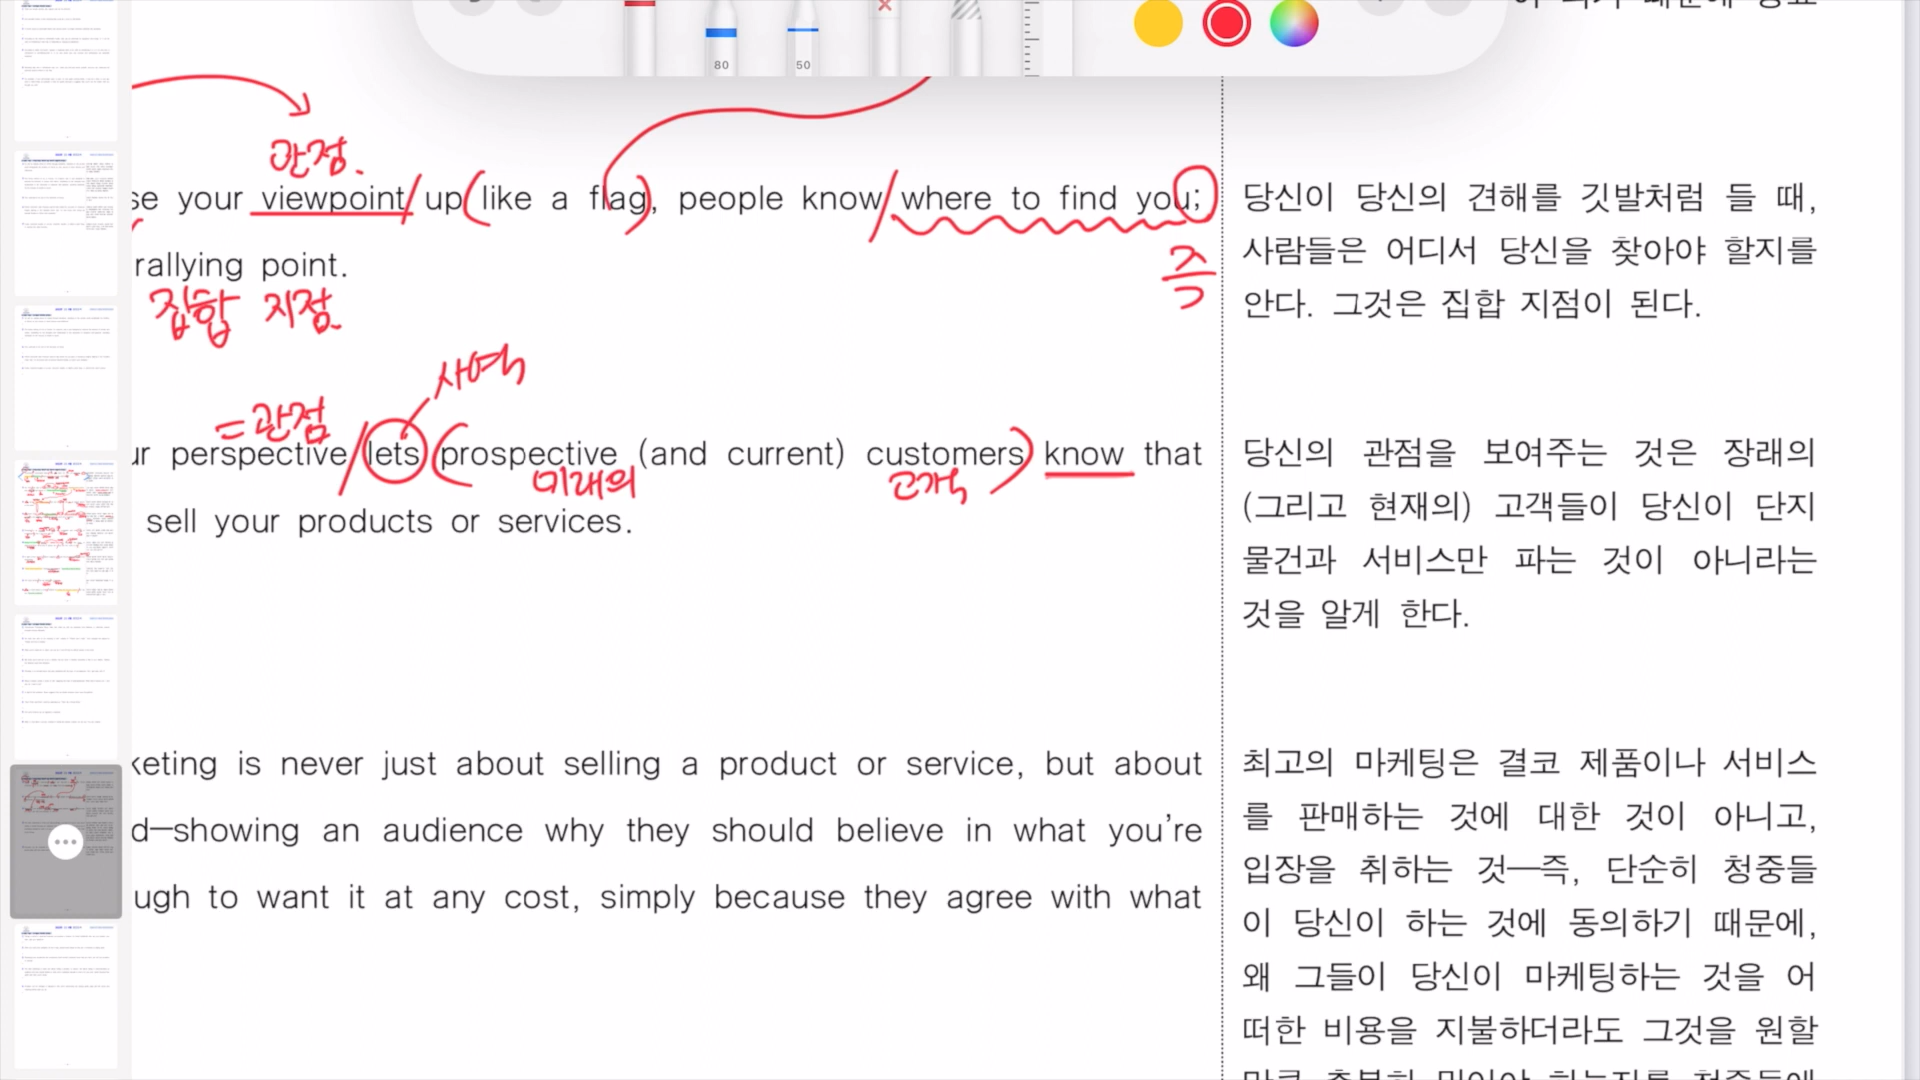 80
50
관점.
se your viewpoint up like a flag, people know where to find you;
rallying point.
즉
집합 지점.
사역
= 관점
ur perspective lets prospective (and current) customers know that
미래의
고객
sell your products or services.
keting is never just about selling a product or service, but about
d—showing an audience why they should believe in what you're
ugh to want it at any cost, simply because they agree with what
당신이 당신의 견해를 깃발처럼 들 때,
사람들은 어디서 당신을 찾아야 할지를
안다. 그것은 집합 지점이 된다.
당신의 관점을 보여주는 것은 장래의
(그리고 현재의) 고객들이 당신이 단지
물건과 서비스만 파는 것이 아니라는
것을 알게 한다.
최고의 마케팅은 결코 제품이나 서비스
를 판매하는 것에 대한 것이 아니고,
입장을 취하는 것—즉, 단순히 청중들
이 당신이 하는 것에 동의하기 때문에,
왜 그들이 당신이 마케팅하는 것을 어
떠한 비용을 지불하더라도 그것을 원할